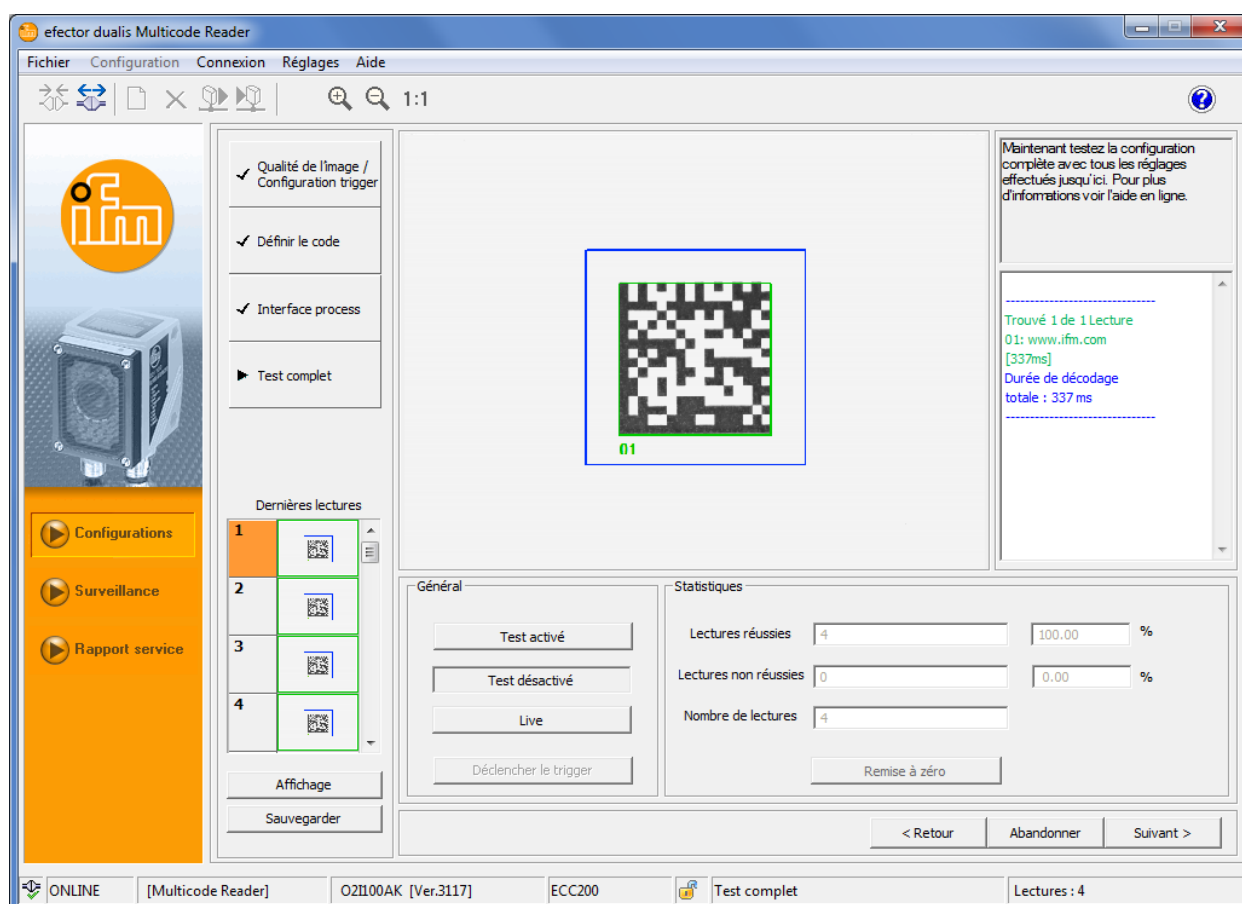 efector dualis Multicode Reader
Fichier Configuration Connexion Réglages Aide
1:1
ifm
Configurations
Surveillance
Rapport service
Qualité de l'image /
Configuration trigger
Définir le code
Interface process
Test complet
Dernières lectures
1
2
3
4
Affichage
Sauvegarder
01
Maintenant testez la configuration
complète avec tous les réglages
effectués jusqu'ici. Pour plus
d'informations voir l'aide en ligne.
-------------------------------
Trouvé 1 de 1 Lecture
01: www.ifm.com
[337ms]
Durée de décodage
totale : 337 ms
-------------------------------
Général
Test activé
Test désactivé
Live
Déclencher le trigger
Statistiques
Lectures réussies 4 100.00 %
Lectures non réussies 0 0.00 %
Nombre de lectures 4
Remise à zéro
< Retour Abandonner Suivant >
ONLINE [Multicode Reader] O2I100AK [Ver.3117] ECC200 Test complet Lectures : 4